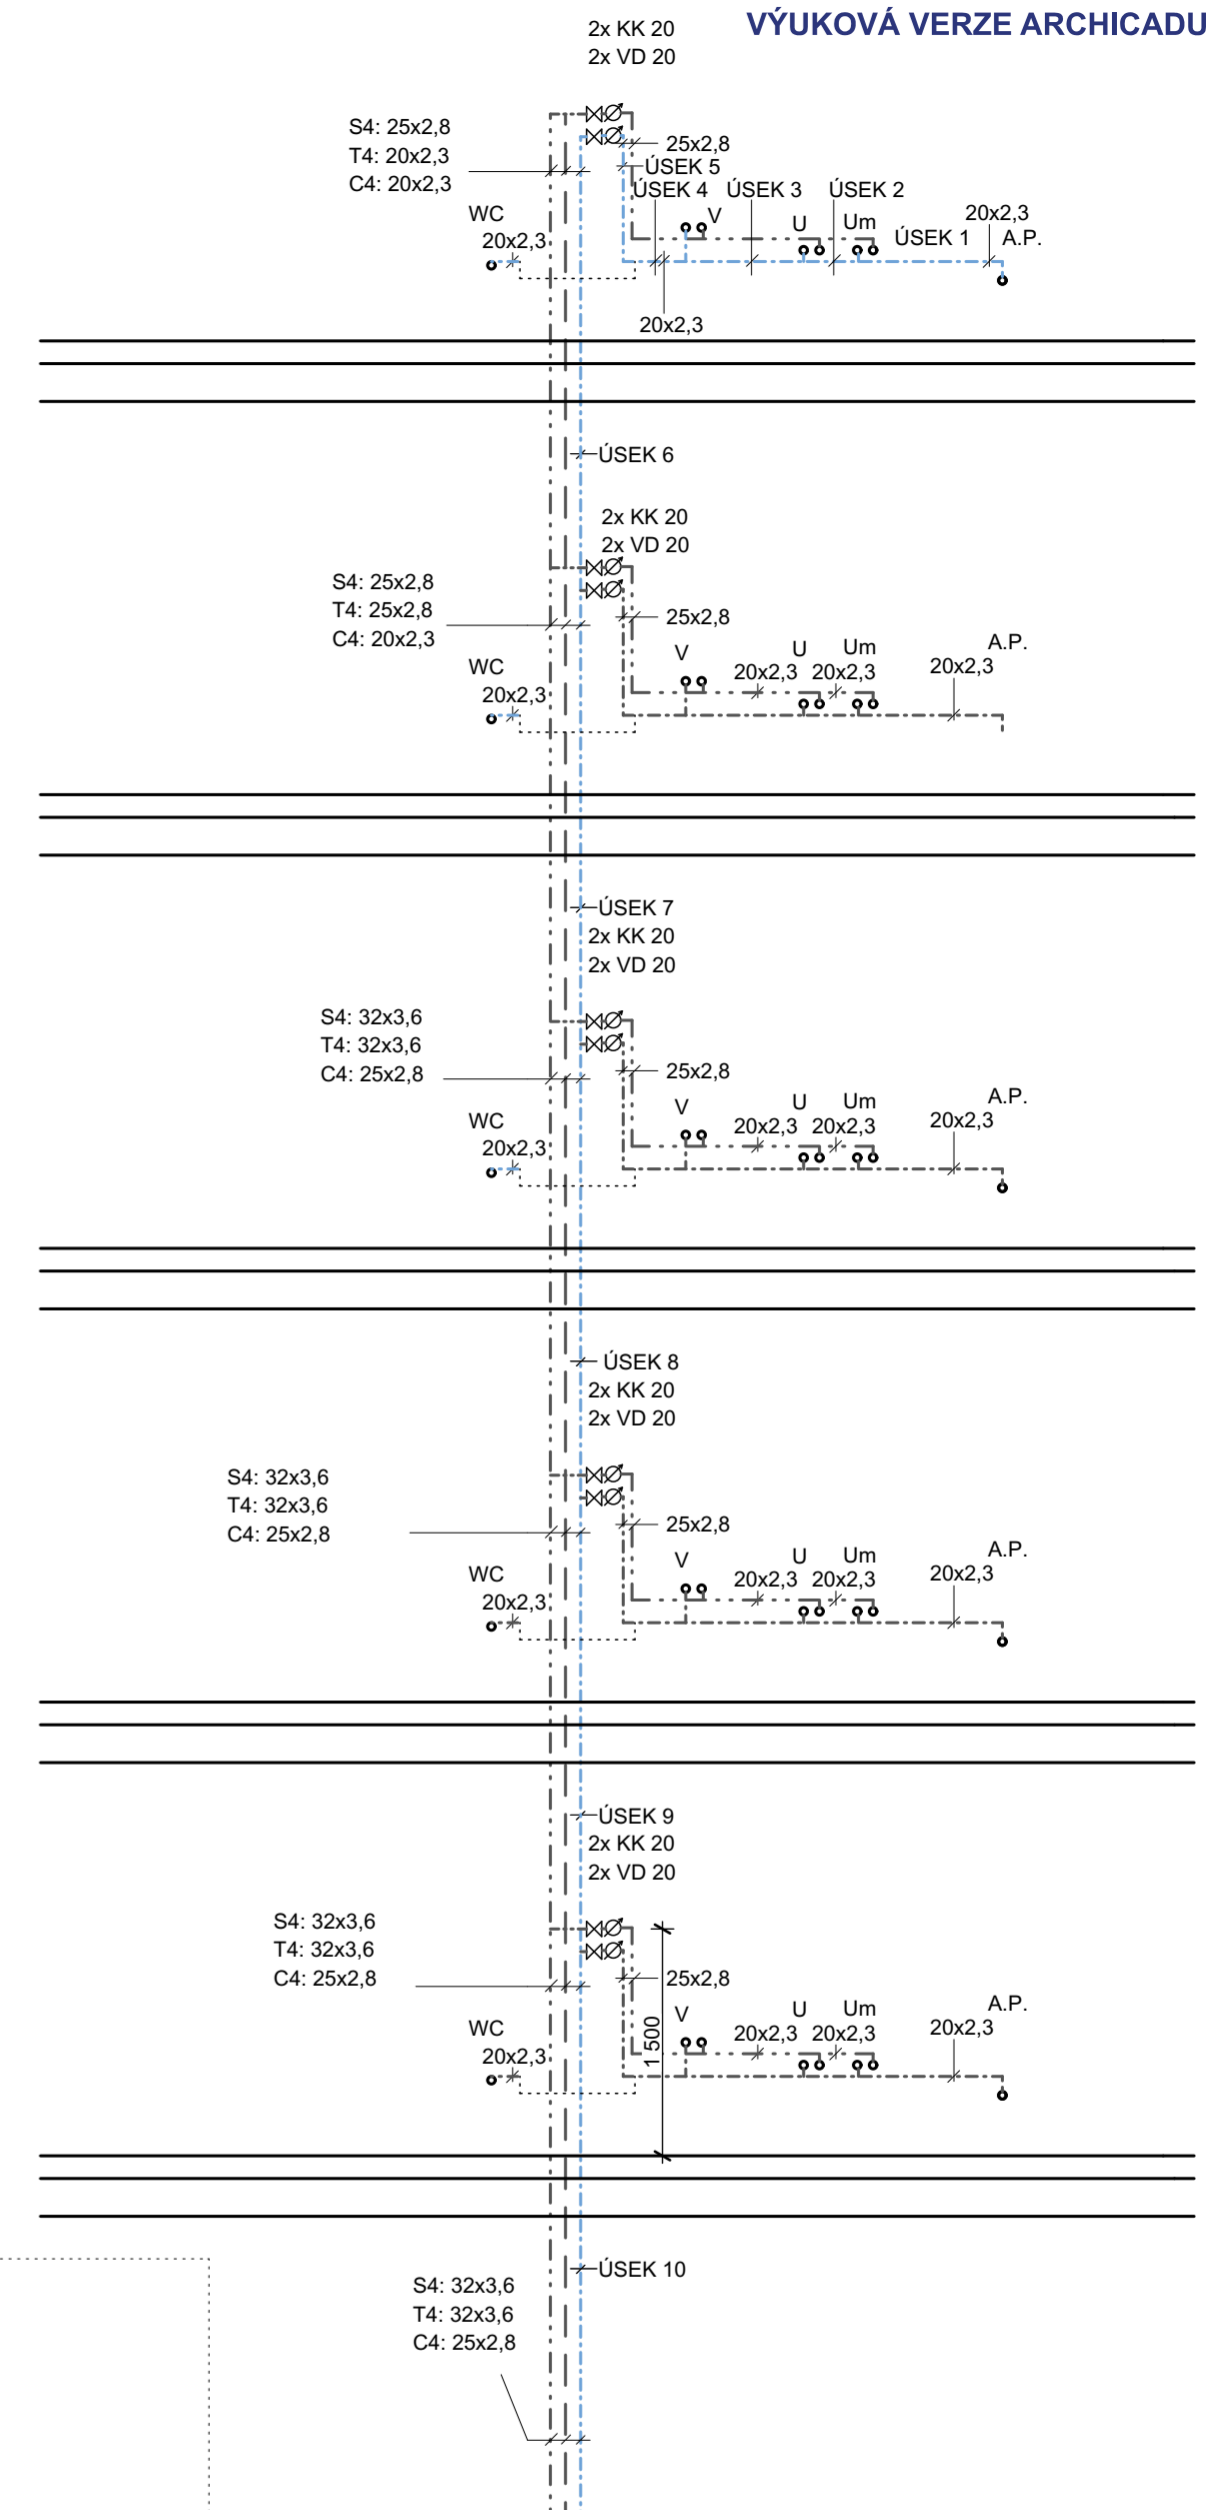 2x KK 20
VÝUKOVÁ VERZE ARCHICADU
2x VD 20
S4: 25x2,8
T4: 20x2,3
C4: 20x2,3
25x2,8
ÚSEK 5
ÚSEK 4
ÚSEK 3
ÚSEK 2
WC
20x2,3
V
U
Um
ÚSEK 1
20x2,3
A.P.
20x2,3
ÚSEK 6
2x KK 20
2x VD 20
S4: 25x2,8
T4: 25x2,8
C4: 20x2,3
25x2,8
WC
20x2,3
V
U
Um
A.P.
20x2,3
20x2,3
20x2,3
ÚSEK 7
2x KK 20
2x VD 20
S4: 32x3,6
T4: 32x3,6
C4: 25x2,8
25x2,8
WC
20x2,3
V
U
Um
A.P.
20x2,3
20x2,3
20x2,3
ÚSEK 8
2x KK 20
2x VD 20
S4: 32x3,6
T4: 32x3,6
C4: 25x2,8
25x2,8
WC
20x2,3
V
U
Um
A.P.
20x2,3
20x2,3
20x2,3
ÚSEK 9
2x KK 20
2x VD 20
S4: 32x3,6
T4: 32x3,6
C4: 25x2,8
25x2,8
WC
20x2,3
1 500
V
U
Um
A.P.
20x2,3
20x2,3
20x2,3
ÚSEK 10
S4: 32x3,6
T4: 32x3,6
C4: 25x2,8